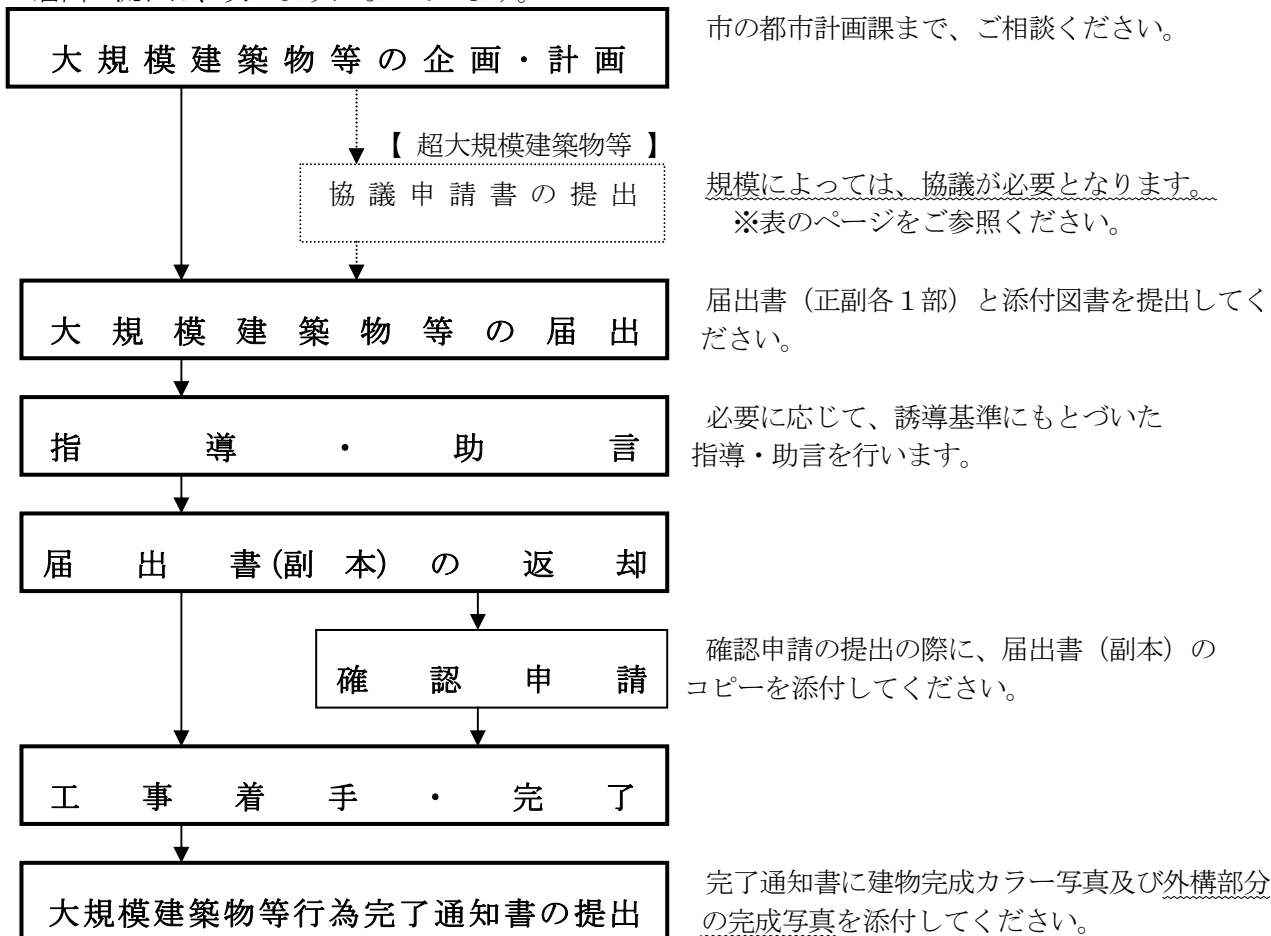 大規模建築物等の企画・計画
市の都市計画課まで、ご相談ください。
【 超大規模建築物等 】
協議申請書の提出
規模によっては、協議が必要となります。
※表のページをご参照ください。
大規模建築物等の届出
届出書（正副各１部）と添付図書を提出してく
ださい。
指導・助言
必要に応じて、誘導基準にもとづいた
指導・助言を行います。
届出書(副本)の返却
確認申請
確認申請の提出の際に、届出書（副本）の
コピーを添付してください。
工事着手・完了
大規模建築物等行為完了通知書の提出
完了通知書に建物完成カラー写真及び外構部分
の完成写真を添付してください。